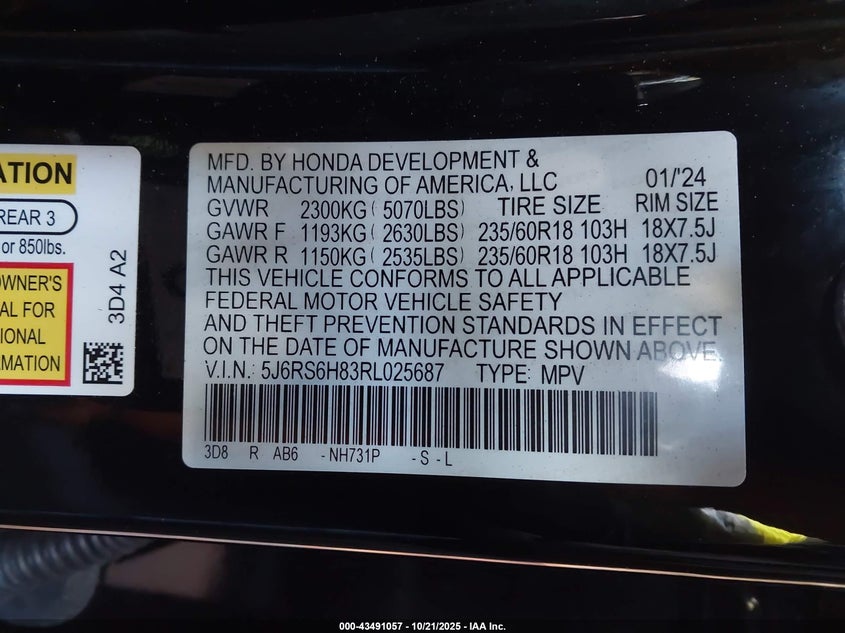 ATION
REAR 3
or 850lbs.
OWNER'S
AL FOR
IONAL
RMATION
3D4 A2
MFD. BY HONDA DEVELOPMENT &
MANUFACTURING OF AMERICA, LLC 01/'24
GVWR 2300KG ( 5070LBS) TIRE SIZE RIM SIZE
GAWR F 1193KG ( 2630LBS) 235/60R18 103H 18X7.5J
GAWR R 1150KG ( 2535LBS) 235/60R18 103H 18X7.5J
THIS VEHICLE CONFORMS TO ALL APPLICABLE
FEDERAL MOTOR VEHICLE SAFETY
AND THEFT PREVENTION STANDARDS IN EFFECT
ON THE DATE OF MANUFACTURE SHOWN ABOVE.
V.I.N.: 5J6RS6H83RL025687 TYPE: MPV
3D8 R AB6 -NH731P -S -L
000-43491057 - 10/21/2025 - IAA Inc.